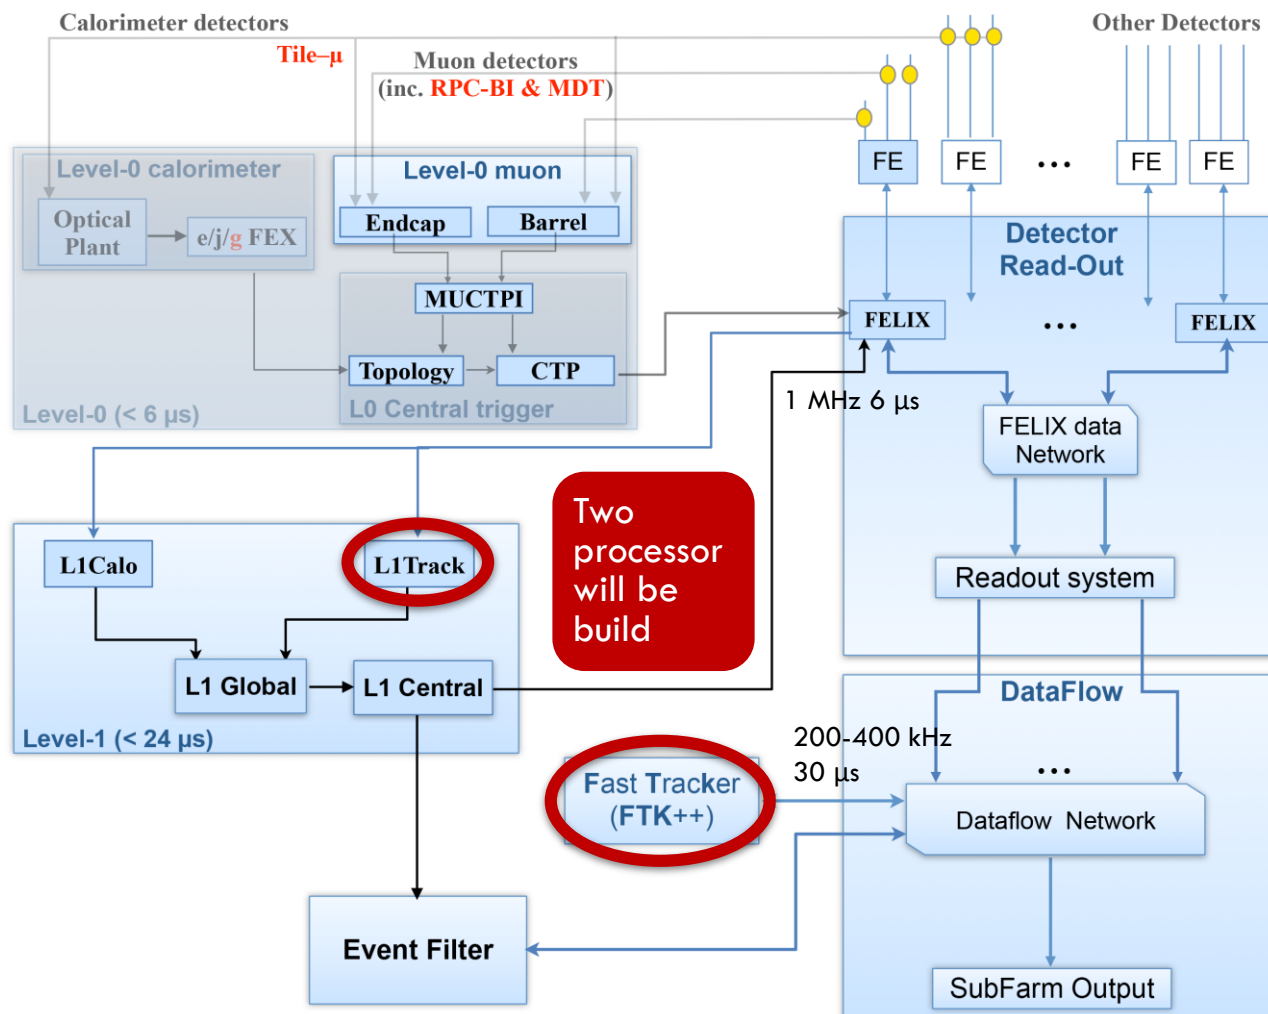 Calorimeter detectors
Tile–μ
Muon detectors
(inc. RPC-BI & MDT)
Other Detectors
FE
FE
...
FE
FE
Level-0 calorimeter
Optical
Plant
e/j/g FEX
Level-0 muon
Endcap
Barrel
MUCTPI
Topology
CTP
L0 Central trigger
Level-0 (< 6 µs)
Detector
Read-Out
FELIX
...
FELIX
1 MHz 6 µs
FELIX data
Network
Readout system
Two
processor
will be
build
L1Calo
L1Track
L1 Global
L1 Central
Level-1 (< 24 µs)
DataFlow
200-400 kHz
30 µs
...
Fast Tracker
(FTK++)
Dataflow Network
Event Filter
SubFarm Output